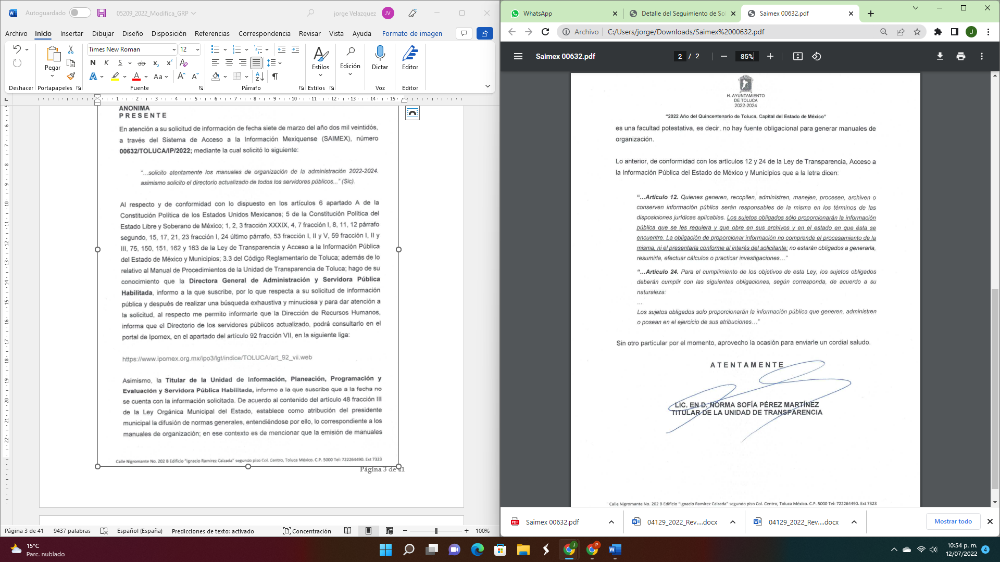 Autoguardado
05209_2022_Modifica_GRP
jorge Velazquez
JV
Archivo Inicio Insertar Dibujar Diseño Disposición Referencias Correspondencia Revisar Vista Ayuda Formato de imagen
Times New Roman 12
Pegar
N K S ab x₂ x²
Aa
Estilos Edición Dictar Editor
Deshacer Portapapeles Fuente Párrafo Estilos Voz Editor
1 2 3 4 5 6 7 8 9 10 11 12 13 14 15
ANONIMA
P R E S E N T E
En atención a su solicitud de información de fecha siete de marzo del año dos mil veintidós,
a través del Sistema de Acceso a la Información Mexiquense (SAIMEX), número
00632/TOLUCA/IP/2022; mediante la cual solicitó lo siguiente:
“…solicito atentamente los manuales de organización de la administración 2022-2024.
asimismo solicito el directorio actualizado de todos los servidores públicos...” (Sic).
Al respecto y de conformidad con lo dispuesto en los artículos 6 apartado A de la
Constitución Política de los Estados Unidos Mexicanos; 5 de la Constitución Política del
Estado Libre y Soberano de México; 1, 2, 3 fracción XXXIX, 4, 7 fracción I, 8, 11, 12 párrafo
segundo, 15, 17, 21, 23 fracción I, 24 último párrafo, 53 fracción I, II y V, 59 fracción I, II y
III, 75, 150, 151, 162 y 163 de la Ley de Transparencia y Acceso a la Información Pública
del Estado de México y Municipios; 3.3 del Código Reglamentario de Toluca; además de lo
relativo al Manual de Procedimientos de la Unidad de Transparencia de Toluca; hago de su
conocimiento que la Directora General de Administración y Servidora Pública
Habilitada, informo a la que suscribe, por lo que respecta a su solicitud de información
pública y después de realizar una búsqueda exhaustiva y minuciosa y para dar atención a
la solicitud, al respecto me permito informarle que la Dirección de Recursos Humanos,
informa que el Directorio de los servidores públicos actualizado, podrá consultarlo en el
portal de Ipomex, en el apartado del artículo 92 fracción VII, en la siguiente liga:
https://www.ipomex.org.mx/ipo3/lgt/indice/TOLUCA/art_92_vii.web
Asimismo, la Titular de la Unidad de Información, Planeación, Programación y
Evaluación y Servidora Pública Habilitada, informo a la que suscribe que a la fecha no
se cuenta con la información solicitada. De acuerdo al contenido del artículo 48 fracción III
de la Ley Orgánica Municipal del Estado, establece como atribución del presidente
municipal la difusión de normas generales, entendiéndose por ello, lo correspondiente a los
manuales de organización; en ese contexto es de mencionar que la emisión de manuales
Calle Nigromante No. 202 B Edificio “Ignacio Ramirez Calzada” segundo piso Col. Centro, Toluca México. C.P. 5000 Tel: 722264490. Ext 7323
Página 3 de 41
Página 3 de 41 9437 palabras Español (España) Predicciones de texto: activado Concentración 100%
WhatsApp
Detalle del Seguimiento de Sol
Saimex 00632.pdf
Archivo C:/Users/jorge/Downloads/Saimex%2000632.pdf
J
Saimex 00632.pdf 2 / 2 85%
H. AYUNTAMIENTO
DE TOLUCA
2022-2024
“2022 Año del Quincentenario de Toluca, Capital del Estado de México”
es una facultad potestativa, es decir, no hay fuente obligacional para generar manuales de
organización.
Lo anterior, de conformidad con los artículos 12 y 24 de la Ley de Transparencia, Acceso a
la Información Pública del Estado de México y Municipios que a la letra dicen:
“…Artículo 12. Quienes generen, recopilen, administren, manejen, procesen, archiven o
conserven información pública serán responsables de la misma en los términos de las
disposiciones jurídicas aplicables. Los sujetos obligados sólo proporcionarán la información
pública que se les requiera y que obre en sus archivos y en el estado en que ésta se
encuentre. La obligación de proporcionar información no comprende el procesamiento de la
misma, ni el presentarla conforme al interés del solicitante; no estarán obligados a generarla,
resumirla, efectuar cálculos o practicar investigaciones…”
“…Artículo 24. Para el cumplimiento de los objetivos de esta Ley, los sujetos obligados
deberán cumplir con las siguientes obligaciones, según corresponda, de acuerdo a su
naturaleza:
…
Los sujetos obligados solo proporcionarán la información pública que generen, administren
o posean en el ejercicio de sus atribuciones…”
Sin otro particular por el momento, aprovecho la ocasión para enviarle un cordial saludo.
A T E N T A M E N T E
LIC. EN D. NORMA SOFÍA PÉREZ MARTÍNEZ
TITULAR DE LA UNIDAD DE TRANSPARENCIA
Calle Nigromante No. 202 B Edificio “Ignacio Ramírez Calzada” segundo piso Col. Centro, Toluca México. C.P. 5000 Tel: 722264490. Ext 7323
Saimex 00632.pdf
04129_2022_Rev....docx
04129_2022_Rev....docx
Mostrar todo
15°C
Parc. nublado
10:54 p. m.
12/07/2022
4